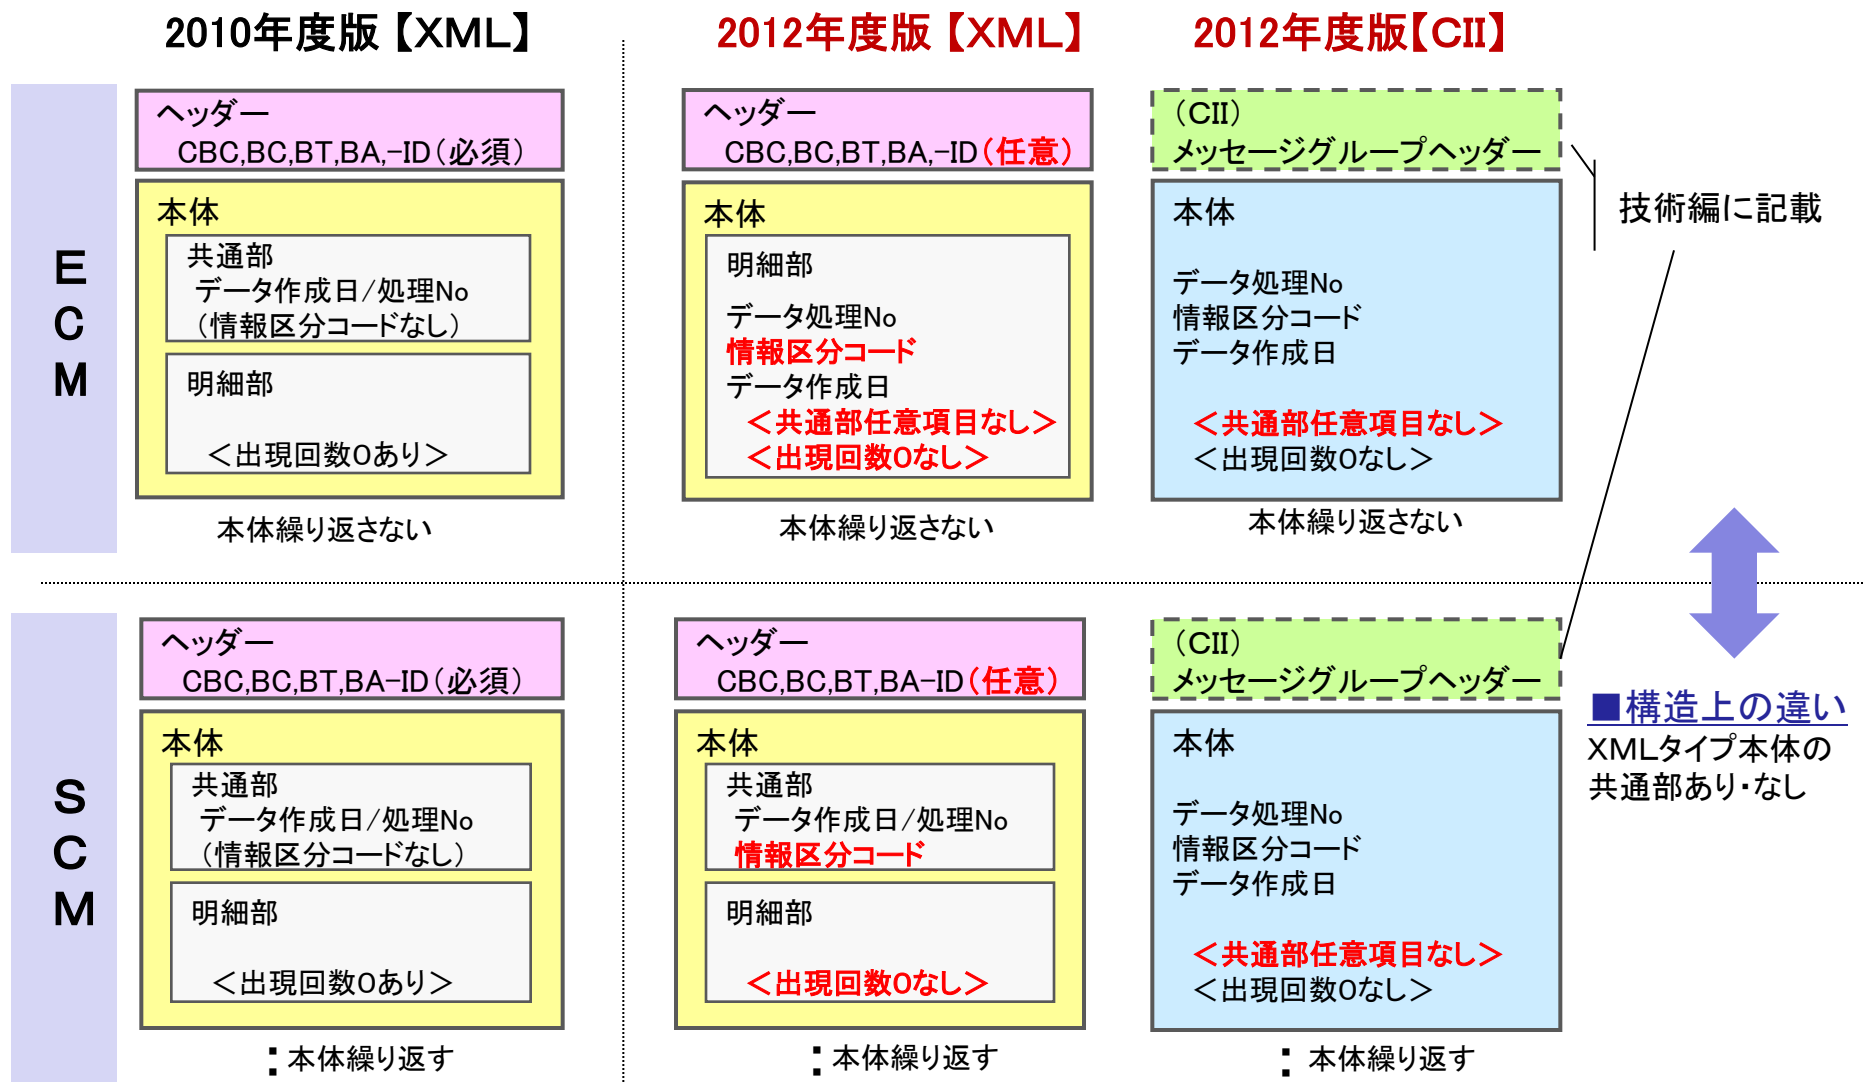 2010年度版【XML】
2012年度版【XML】
2012年度版【CII】
ECM
ヘッダー
CBC,BC,BT,BA,-ID(必須)
本体
共通部
データ作成日/処理No
(情報区分コードなし)
明細部
<出現回数0あり>
本体繰り返さない
ヘッダー
CBC,BC,BT,BA,-ID(任意)
本体
明細部
データ処理No
情報区分コード
データ作成日
<共通部任意項目なし>
<出現回数0なし>
本体繰り返さない
(CII)
メッセージグループヘッダー
本体
データ処理No
情報区分コード
データ作成日
<共通部任意項目なし>
<出現回数0なし>
本体繰り返さない
技術編に記載
SCM
ヘッダー
CBC,BC,BT,BA-ID(必須)
本体
共通部
データ作成日/処理No
(情報区分コードなし)
明細部
<出現回数0あり>
:本体繰り返す
ヘッダー
CBC,BC,BT,BA-ID(任意)
本体
共通部
データ作成日/処理No
情報区分コード
明細部
<出現回数0なし>
:本体繰り返す
(CII)
メッセージグループヘッダー
本体
データ処理No
情報区分コード
データ作成日
<共通部任意項目なし>
<出現回数0なし>
: 本体繰り返す
■構造上の違い
XMLタイプ本体の
共通部あり・なし